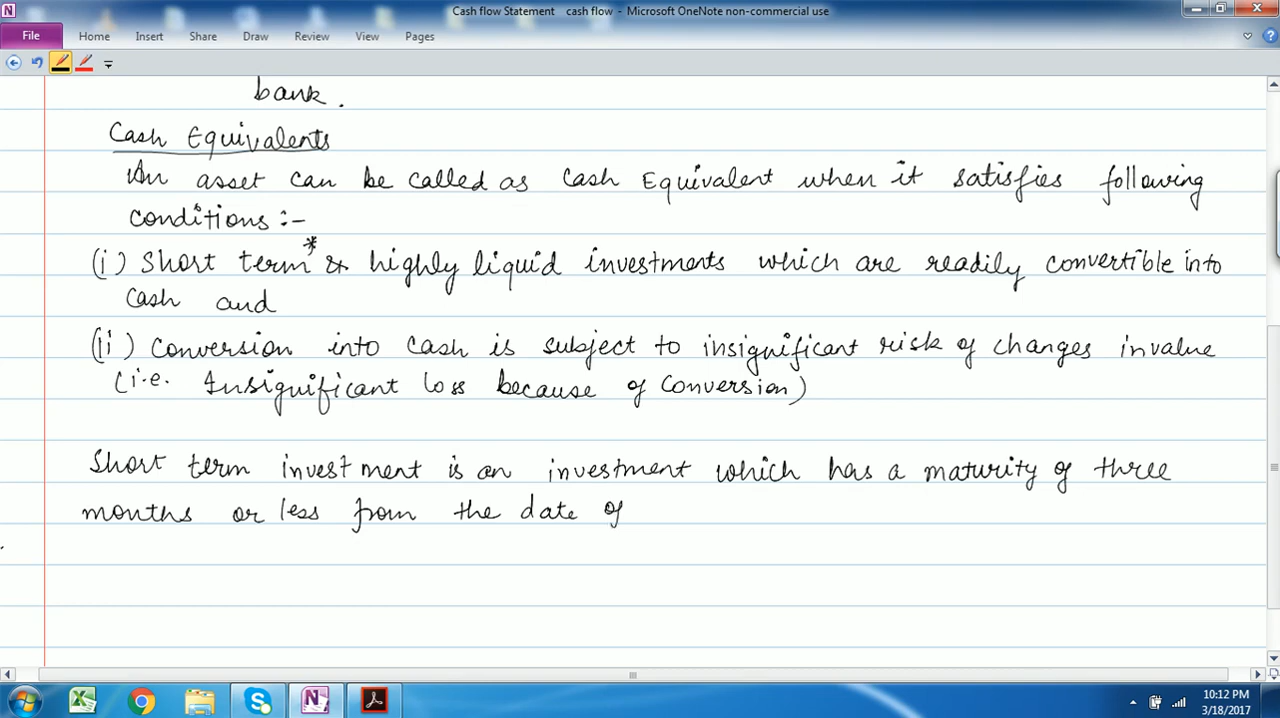 Cash flow Statement cash flow - Microsoft OneNote non-commercial use
File Home Insert Share Draw Review View Pages
bank.
Cash Equivalents
An asset can be called as Cash Equivalent when it satisfies following
conditions :-
(i) Short term* & highly liquid investments which are readily convertible into
Cash and
(ii) Conversion into cash is subject to insignificant risk of changes in value
(i.e. Insignificant loss because of Conversion)
Short term investment is an investment which has a maturity of three
months or less from the date of
10:12 PM
3/18/2017